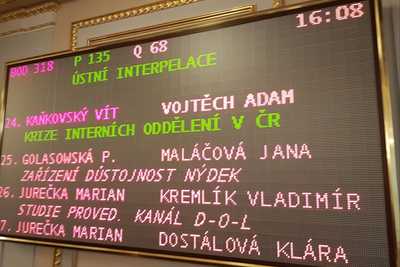 16:08
BOD 318 P 135 Q 68
ÚSTNÍ INTERPELACE
24. KAŇKOVSKÝ VÍT VOJTĚCH ADAM
KRIZE INTERNÍCH ODDĚLENÍ V ČR
25. GOLASOWSKÁ P. MALÁČOVÁ JANA
ZAŘÍZENÍ DŮSTOJNOST NÝDEK
26. JUREČKA MARIAN KREMLÍK VLADIMÍR
STUDIE PROVED. KANÁL D-O-L
7. JUREČKA MARIAN DOSTÁLOVÁ KLÁRA